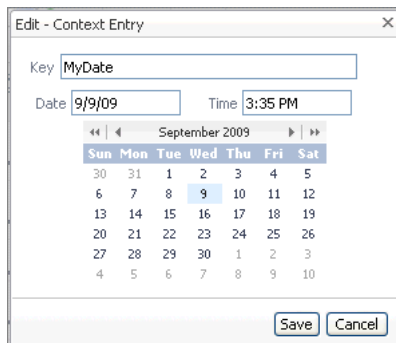 Edit - Context Entry
Key MyDate
Date 9/9/09 Time 3:35 PM
September 2009
Sun Mon Tue Wed Thu Fri Sat
30 31 1 2 3 4 5
6 7 8 9 10 11 12
13 14 15 16 17 18 19
20 21 22 23 24 25 26
27 28 29 30 1 2 3
4 5 6 7 8 9 10
Save Cancel